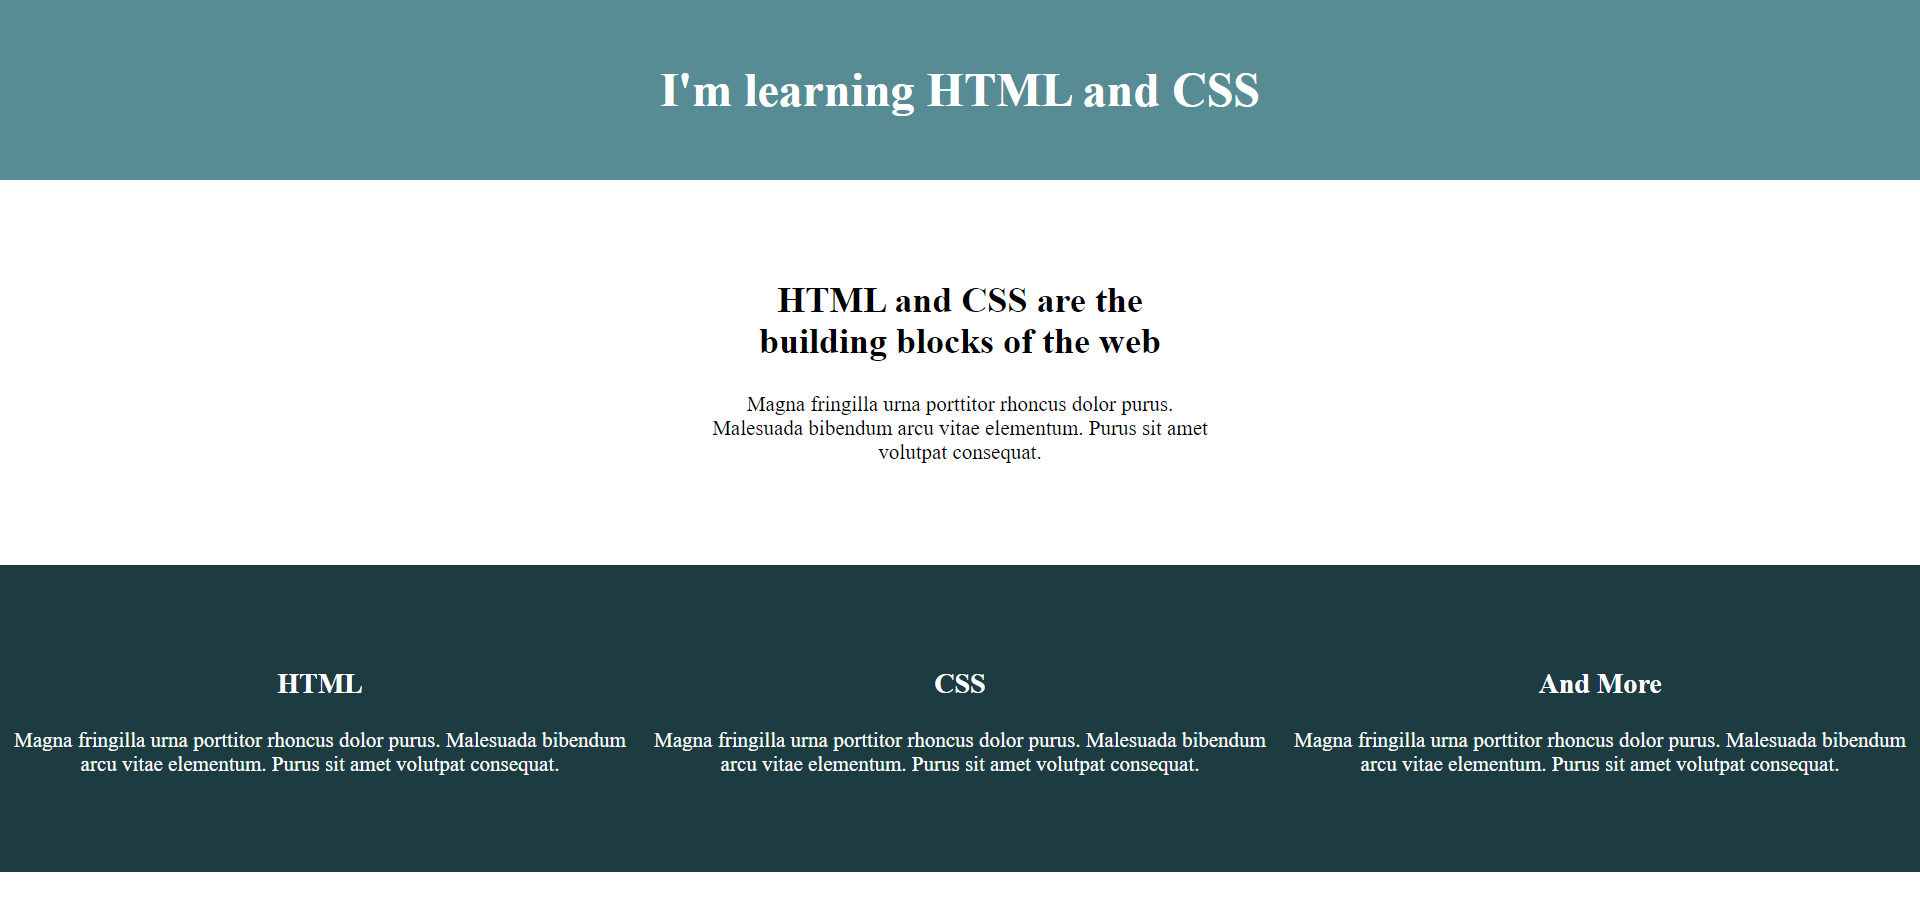 I'm learning HTML and CSS
HTML and CSS are the
building blocks of the web
Magna fringilla urna porttitor rhoncus dolor purus.
Malesuada bibendum arcu vitae elementum. Purus sit amet
volutpat consequat.
HTML
Magna fringilla urna porttitor rhoncus dolor purus. Malesuada bibendum
arcu vitae elementum. Purus sit amet volutpat consequat.
CSS
Magna fringilla urna porttitor rhoncus dolor purus. Malesuada bibendum
arcu vitae elementum. Purus sit amet volutpat consequat.
And More
Magna fringilla urna porttitor rhoncus dolor purus. Malesuada bibendum
arcu vitae elementum. Purus sit amet volutpat consequat.